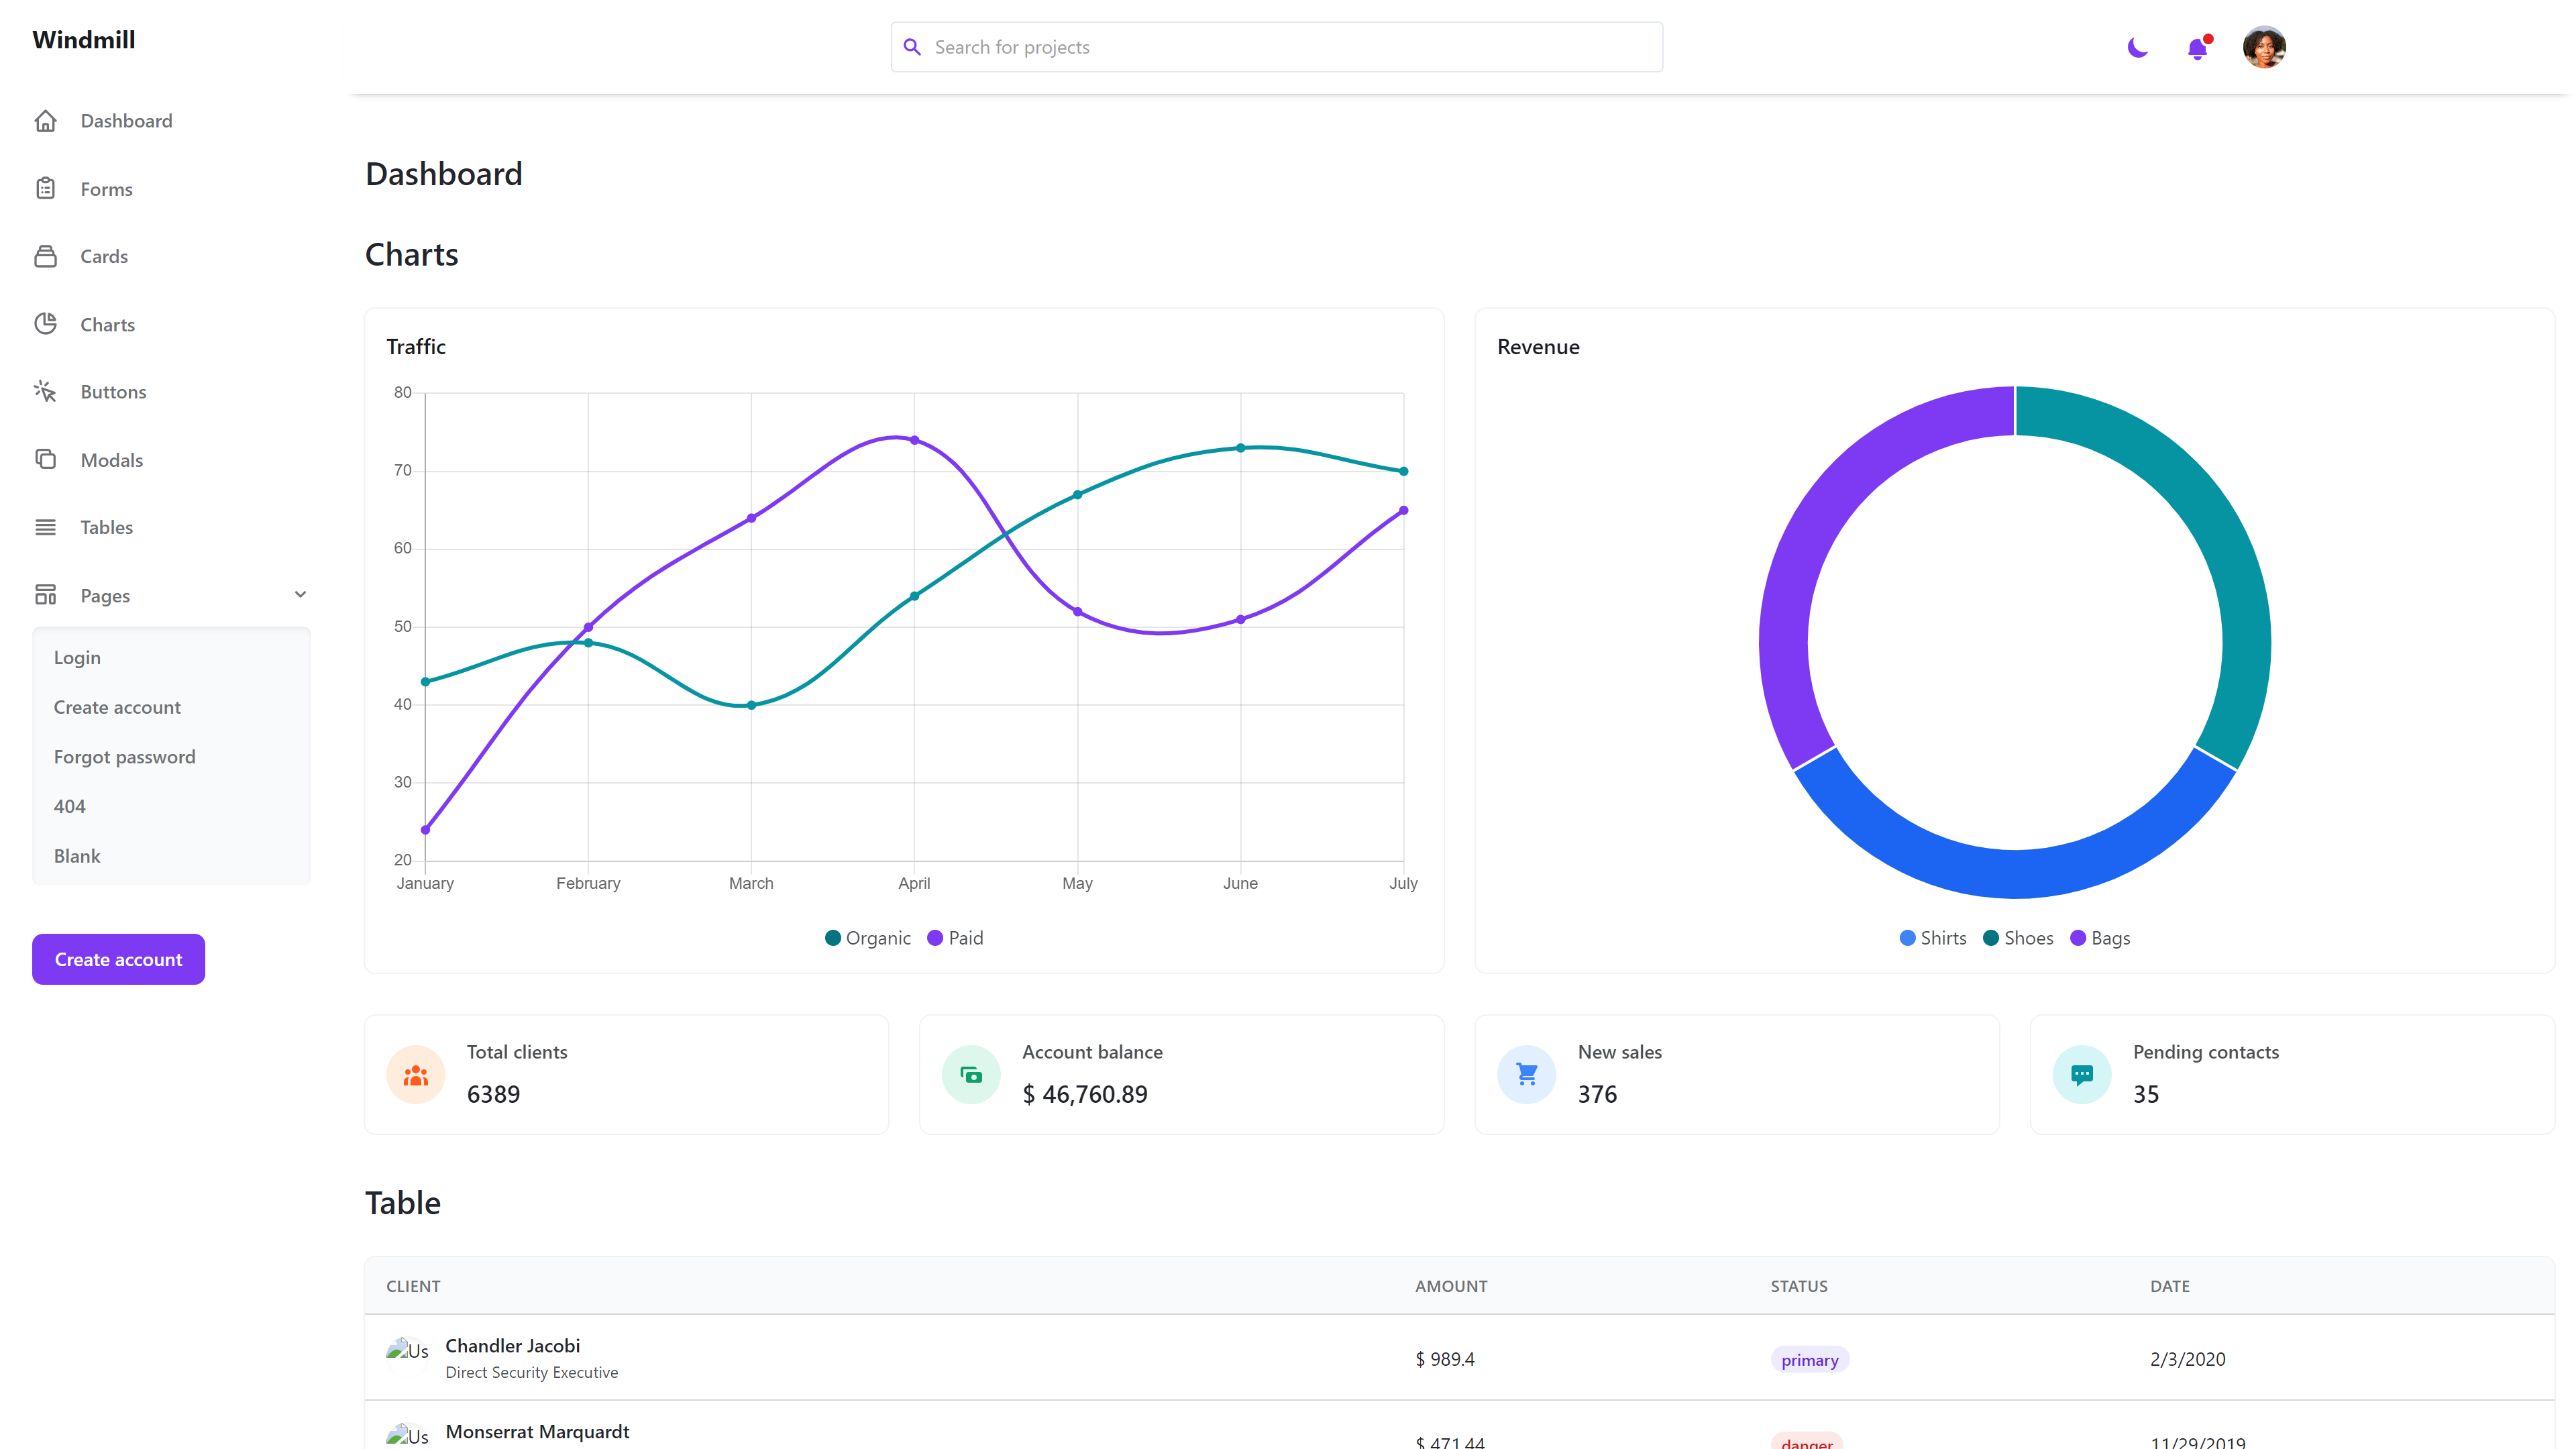 Windmill
Search for projects
Dashboard
Forms
Cards
Charts
Buttons
Modals
Tables
Pages
Login
Create account
Forgot password
404
Blank
Create account
Dashboard
Charts
Traffic
80
70
60
50
40
30
20
January February March April May June July
Organic Paid
Revenue
Shirts Shoes Bags
Total clients
6389
Account balance
$ 46,760.89
New sales
376
Pending contacts
35
Table
CLIENT AMOUNT STATUS DATE
Us Chandler Jacobi
Direct Security Executive
$ 989.4 primary 2/3/2020
Us Monserrat Marquardt
$ 471.44 danger 11/29/2019